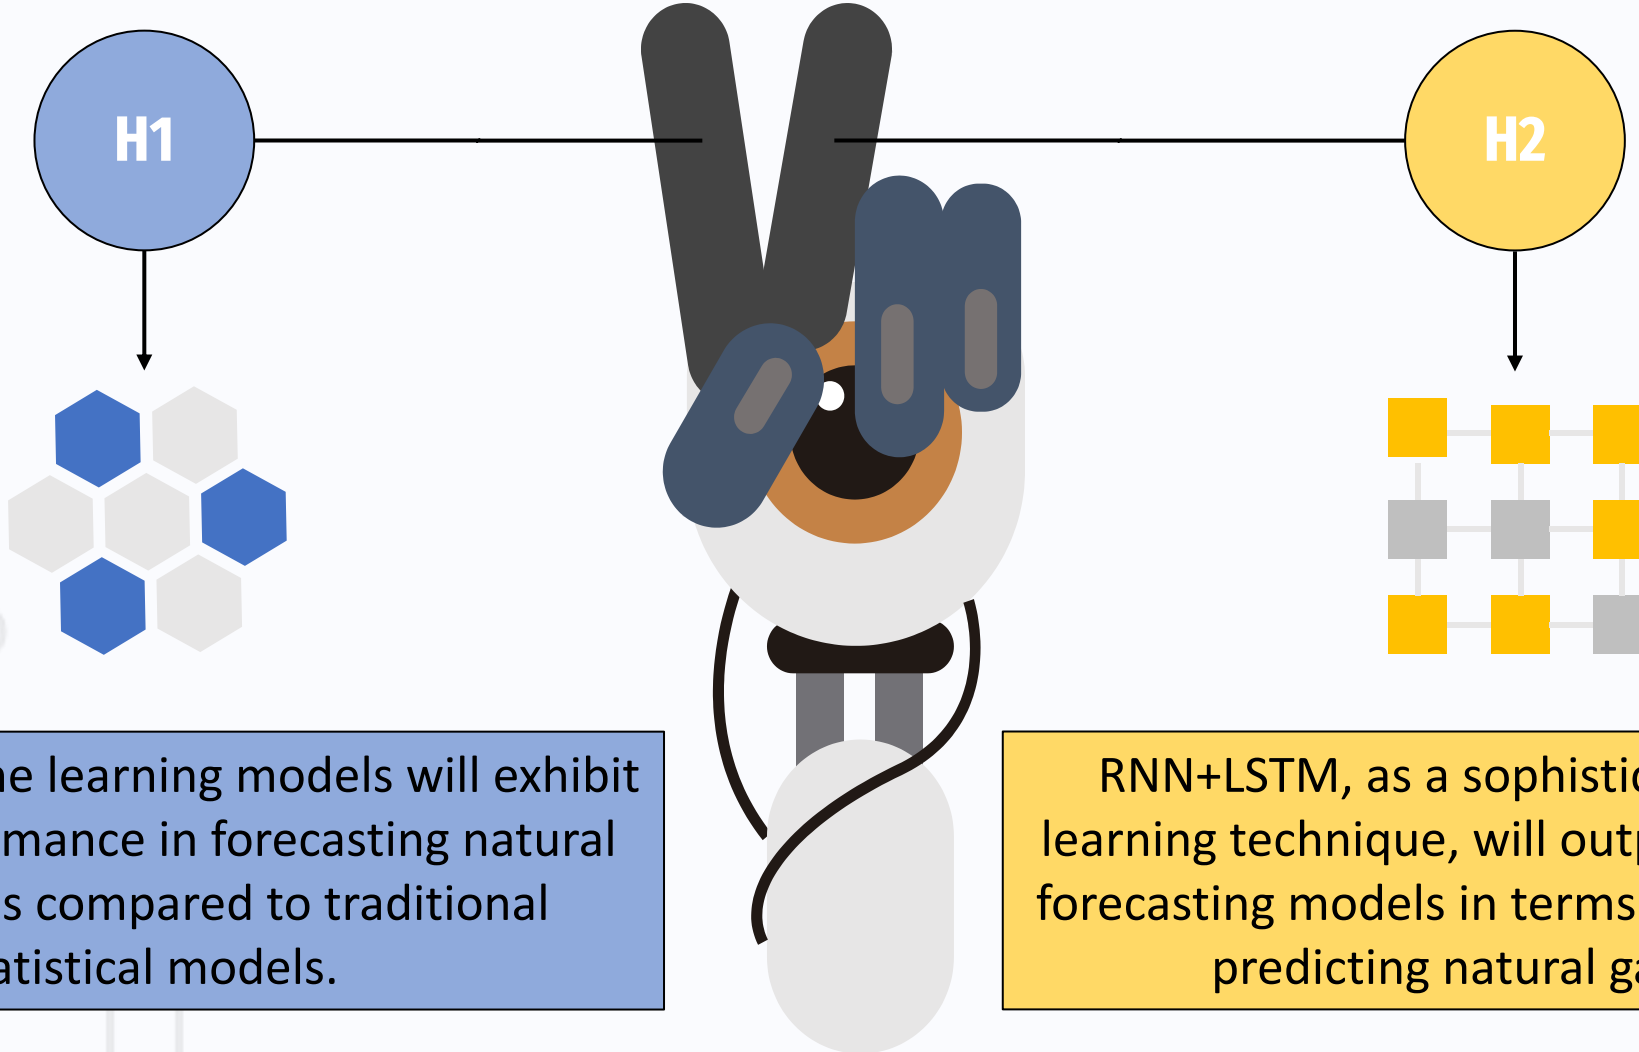 H1
H2
ne learning models will exhibit
mance in forecasting natural
s compared to traditional
atistical models.
RNN+LSTM, as a sophistic
learning technique, will outp
forecasting models in terms
predicting natural ga